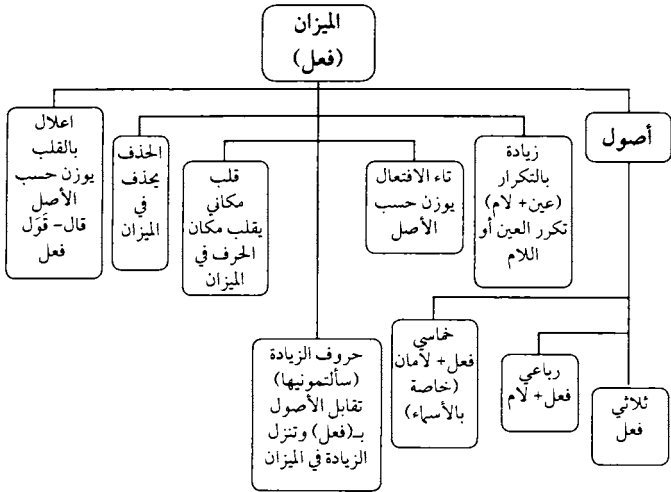 الميزان
(فعل)
أصول
زيادة
بالتكرار
(عين+ لام)
تكرر العين أو
اللام
تاء الافتعال
يوزن حسب
الأصل
قلب
مكاني
يقلب مكان
الحرف في
الميزان
الحذف
يحذف
في
الميزان
اعلال
بالقلب
يوزن حسب
الأصل
قال- قَوَل
فعل
ثلاثي
فعل
رباعي
فعل+ لام
خماسي
فعل+ لامان
(خاصة
بالأسماء)
حروف الزيادة
(سألتمونيها)
تقابل الأصول
بـ(فعل) وتنزل
الزيادة في الميزان